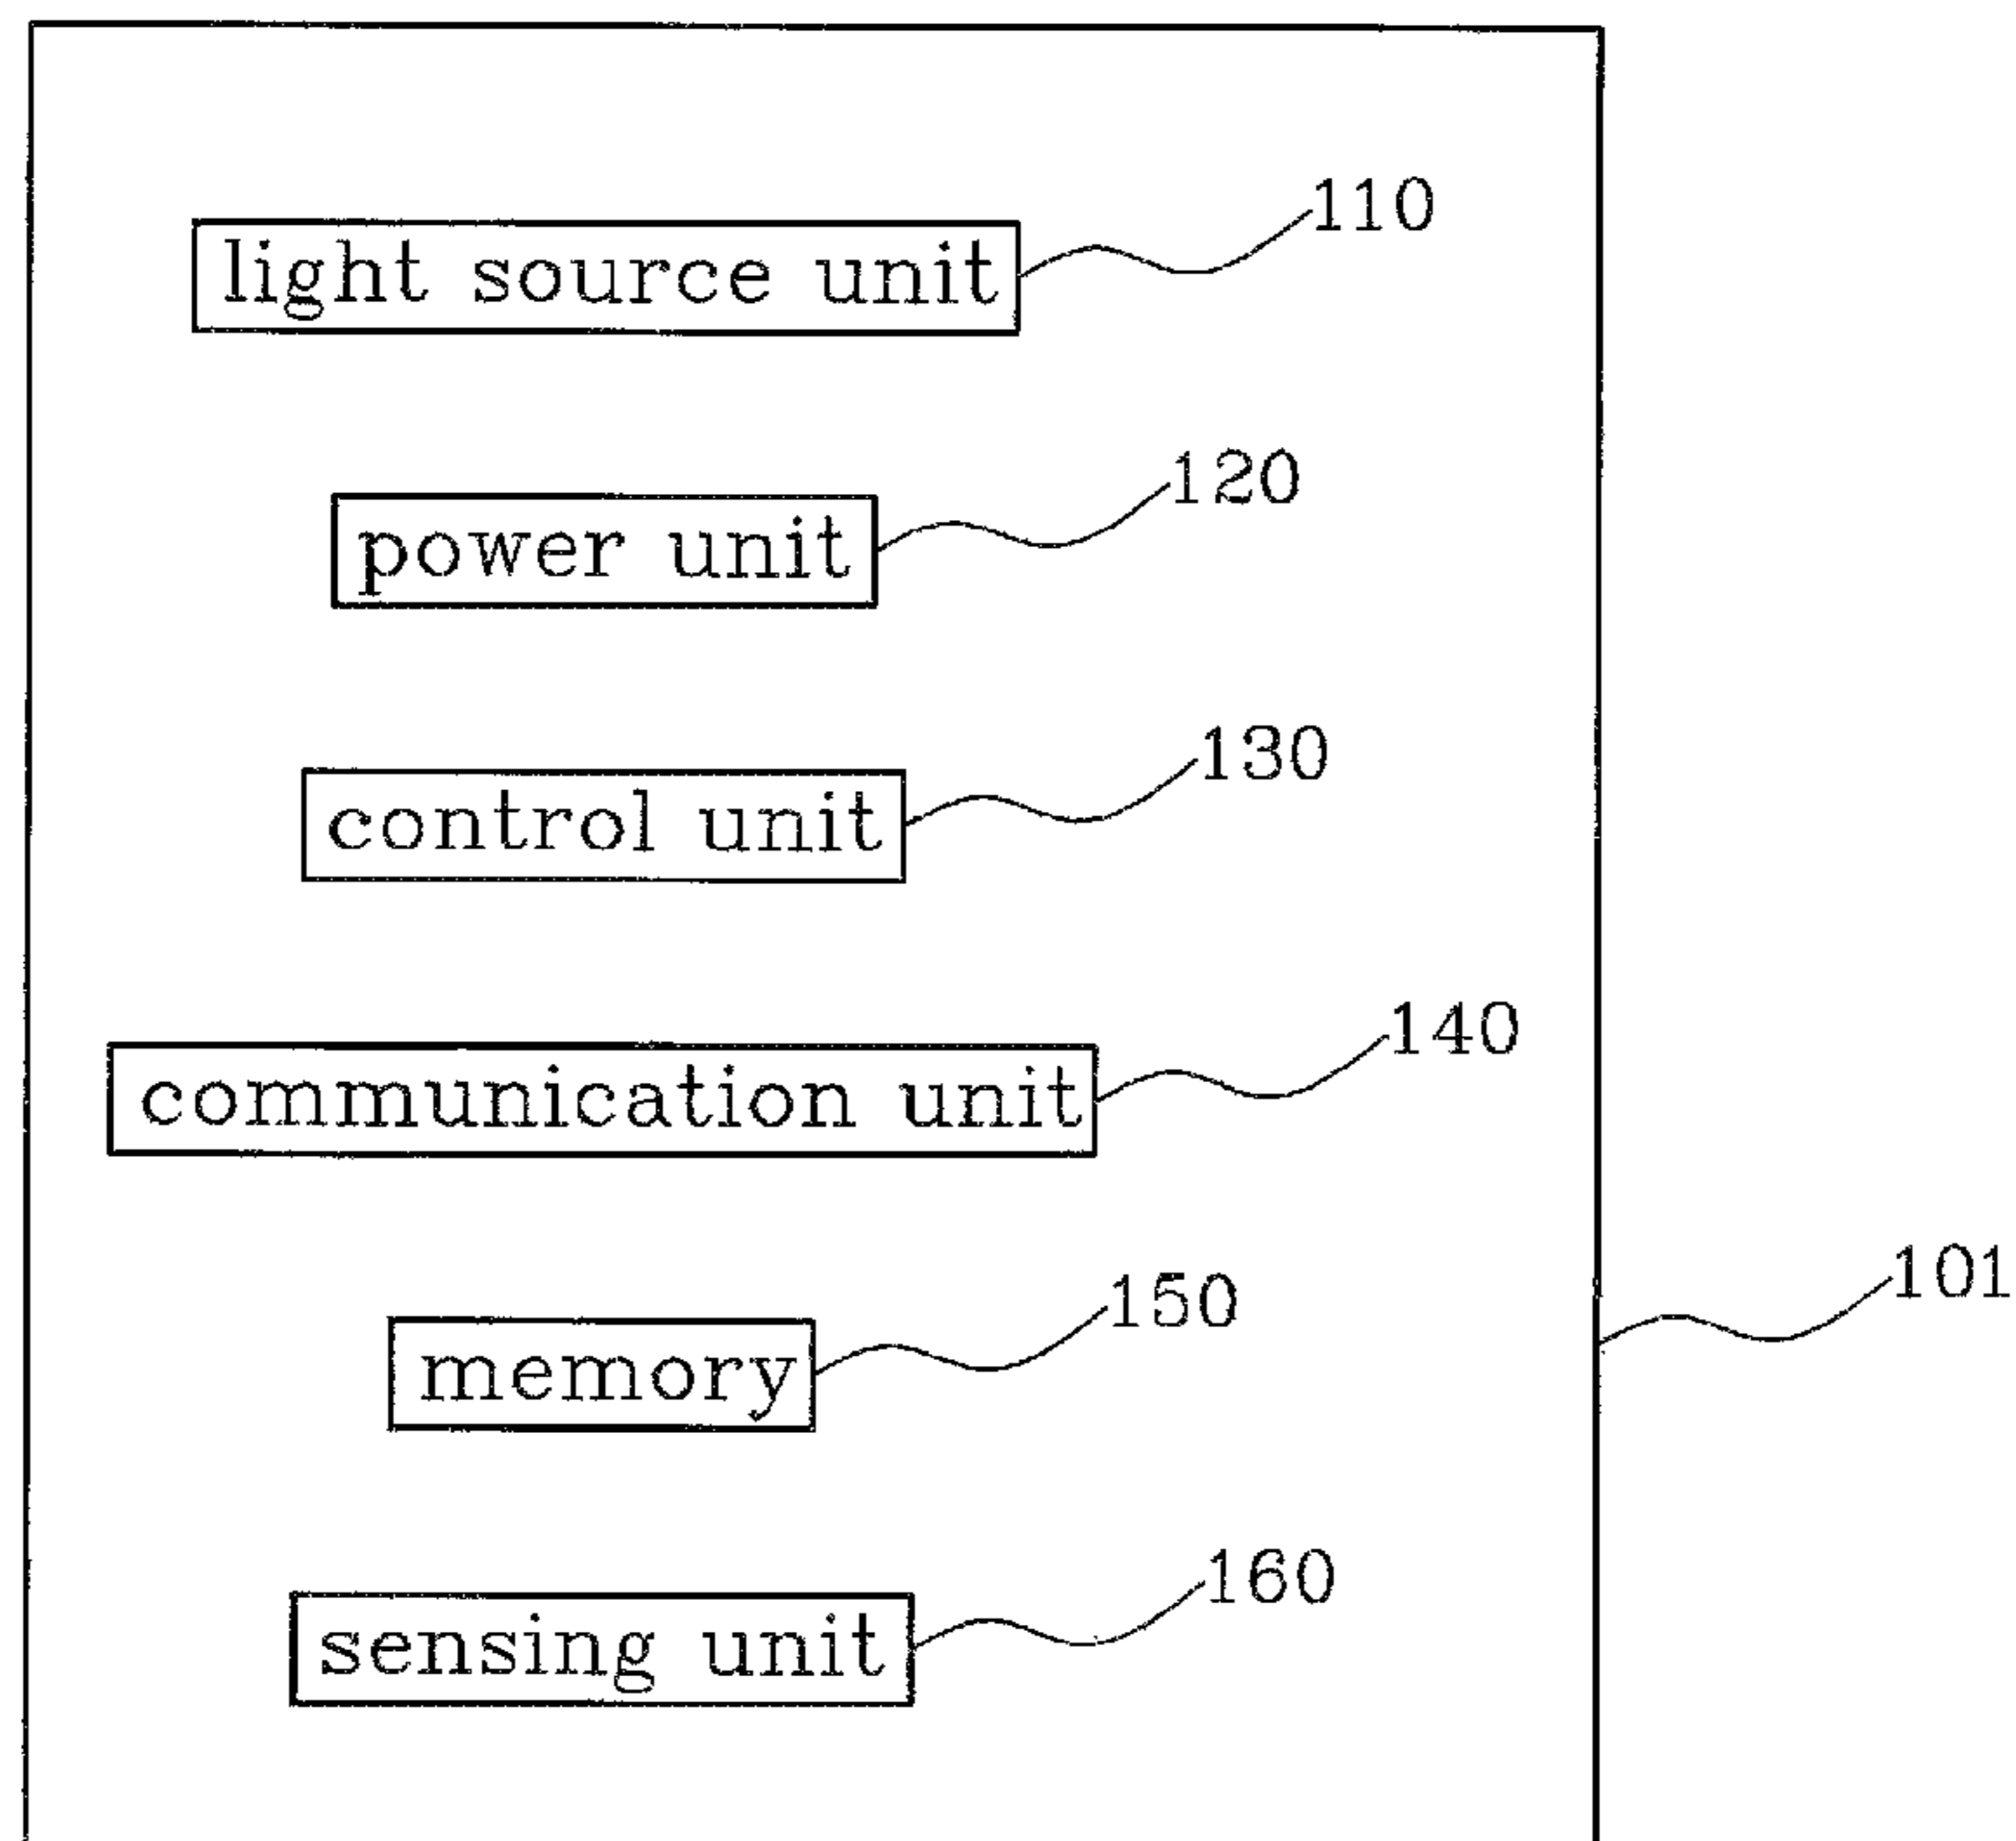 110
light source unit
120
power unit
130
control unit
140
communication unit
101
150
memory
160
sensing unit